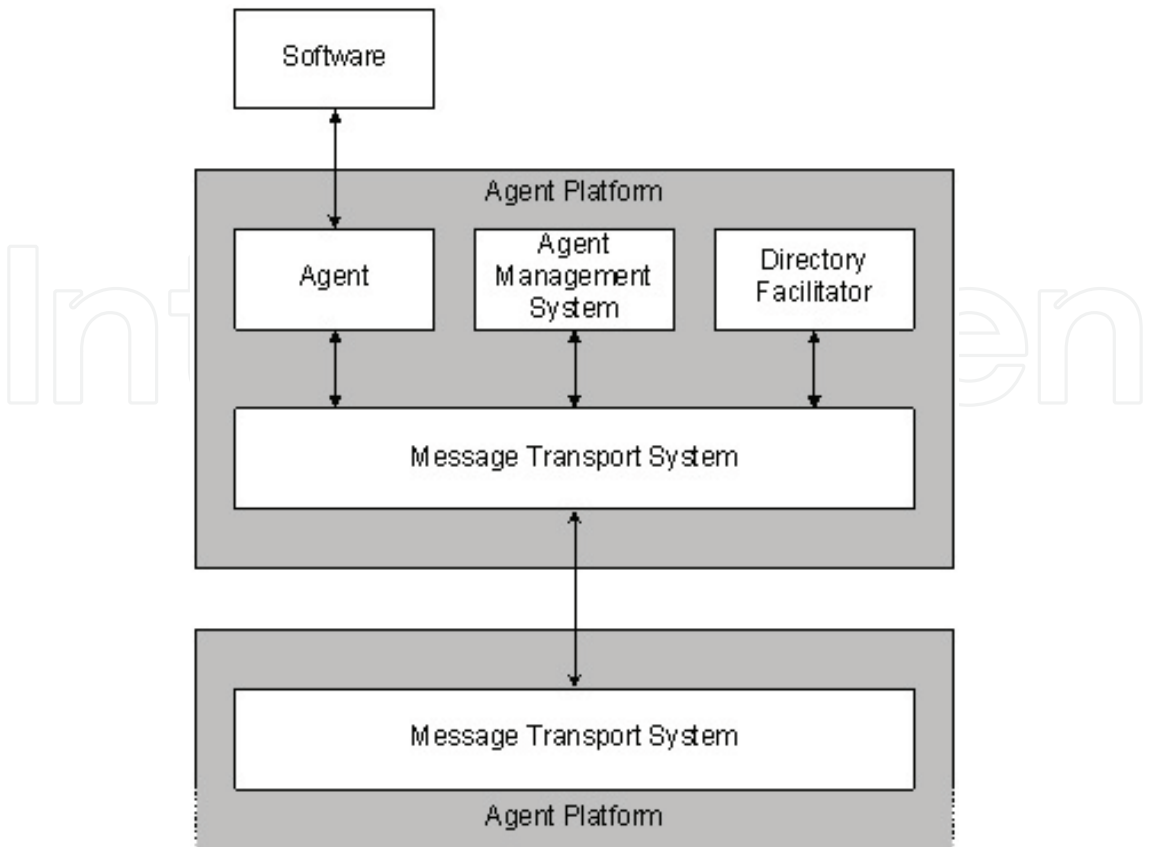 Software
Agent Platform
Agent
Agent
Management
System
Directory
Facilitator
Message Transport System
Message Transport System
Agent Platform